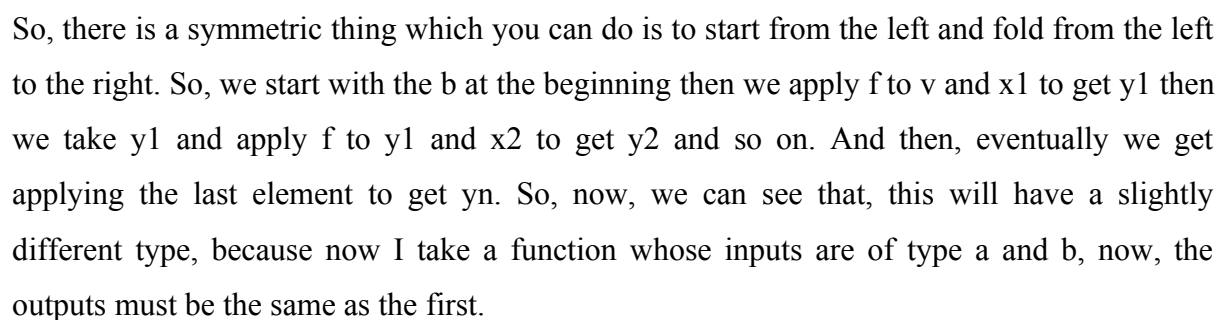 So, there is a symmetric thing which you can do is to start from the left and fold from the left
to the right. So, we start with the b at the beginning then we apply f to v and x1 to get y1 then
we take y1 and apply f to y1 and x2 to get y2 and so on. And then, eventually we get
applying the last element to get yn. So, now, we can see that, this will have a slightly
different type, because now I take a function whose inputs are of type a and b, now, the
outputs must be the same as the first.